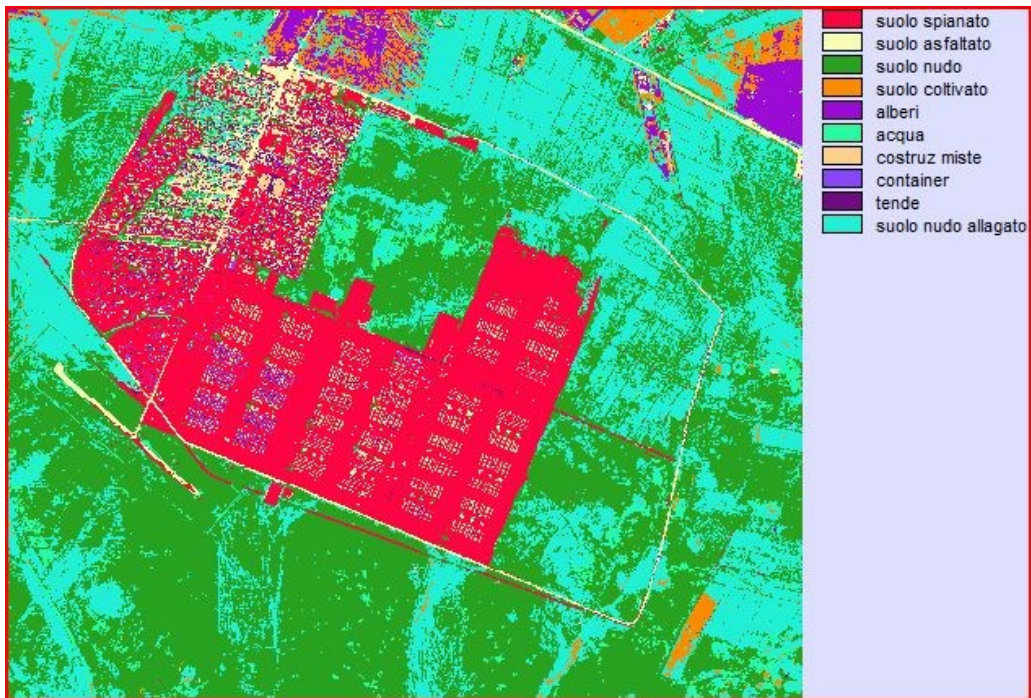 suolo spianato
suolo asfaltato
suolo nudo
suolo coltivato
alberi
acqua
costruz miste
container
tende
suolo nudo allagato